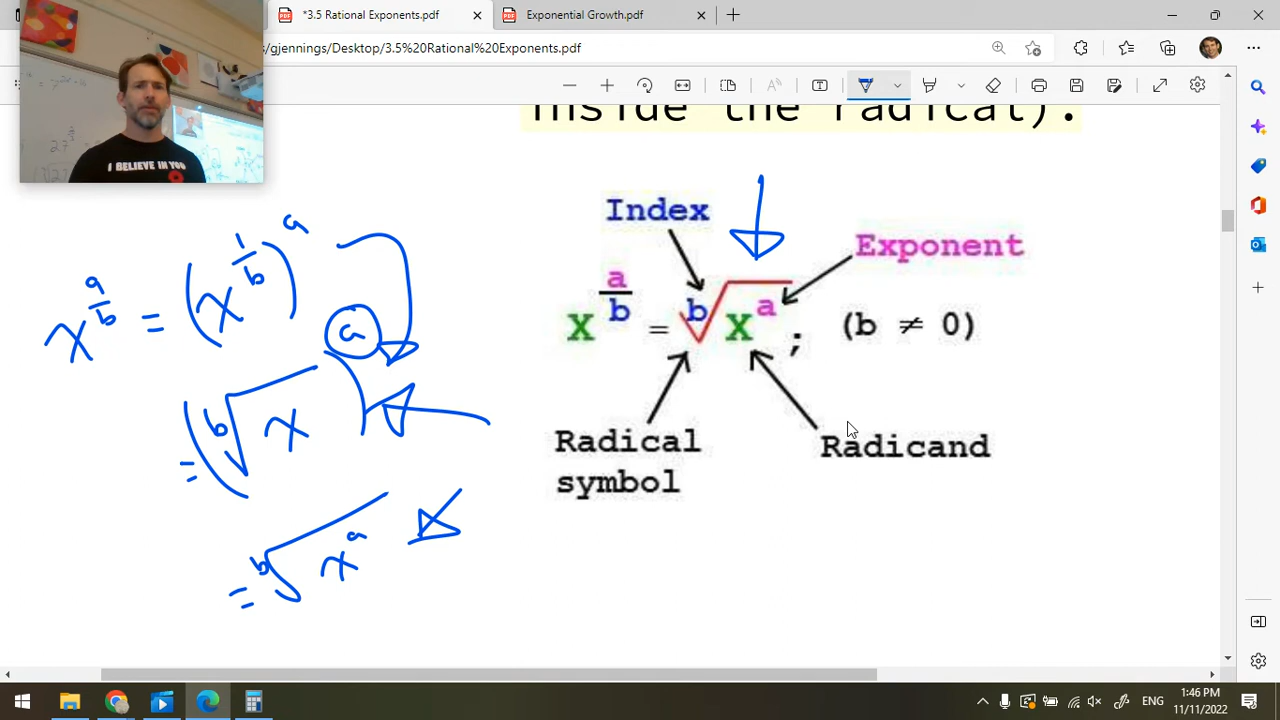 *3.5 Rational Exponents.pdf
Exponential Growth.pdf
gjennings/Desktop/3.5%20Rational%20Exponents.pdf
inside the radical).
I BELIEVE IN YOU
Index
Exponent
x^(a/b) = ᵇ√(x^a) ; (b ≠ 0)
Radical symbol
Radicand
x^(a/b) = (x^(1/b))^a
= (ᵇ√x)^a
= ᵇ√(x^a)
ENG
1:46 PM
11/11/2022